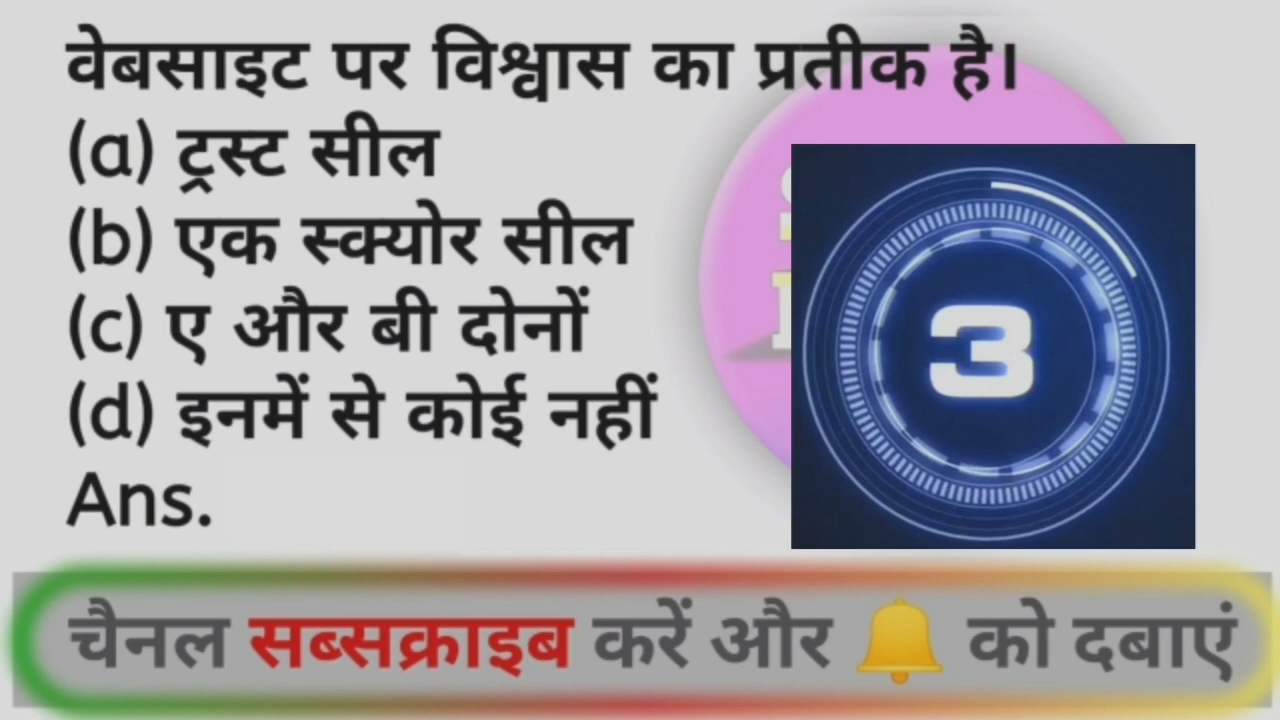 वेबसाइट पर विश्वास का प्रतीक है।
(a) ट्रस्ट सील
(b) एक स्क्योर सील
(c) ए और बी दोनों
(d) इनमें से कोई नहीं
Ans.
3
चैनल सब्सक्राइब करें और 🔔 को दबाएं